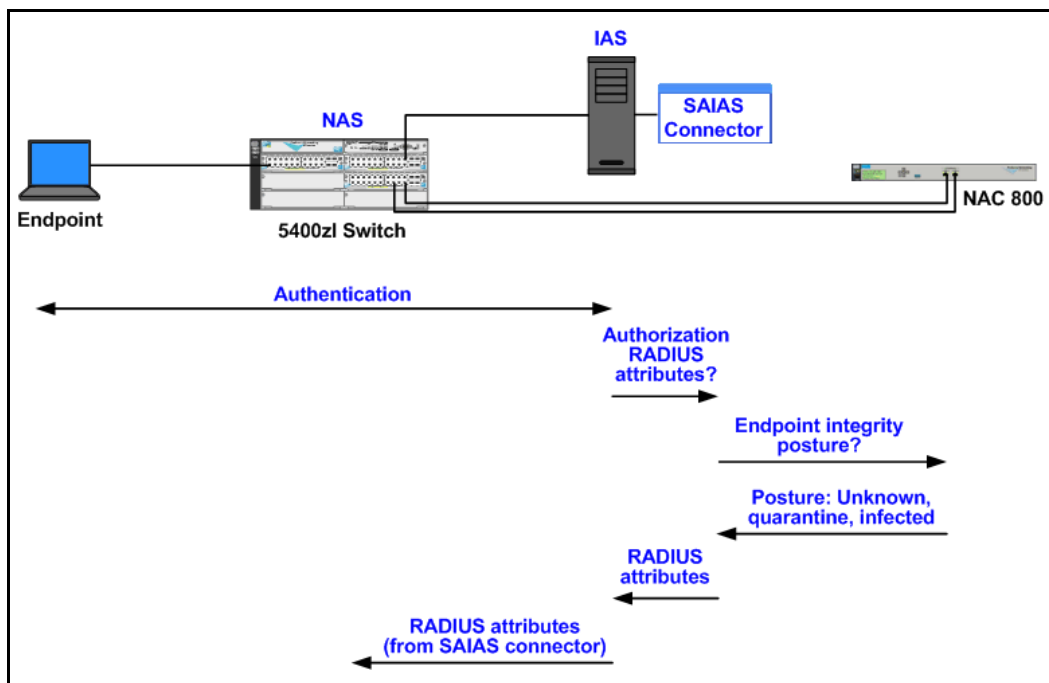 IAS
SAIAS
Connector
NAS
NAC 800
Endpoint
5400zl Switch
Authentication
Authorization
RADIUS
attributes?
Endpoint integrity
posture?
Posture: Unknown,
quarantine, infected
RADIUS
attributes
RADIUS attributes
(from SAIAS connector)